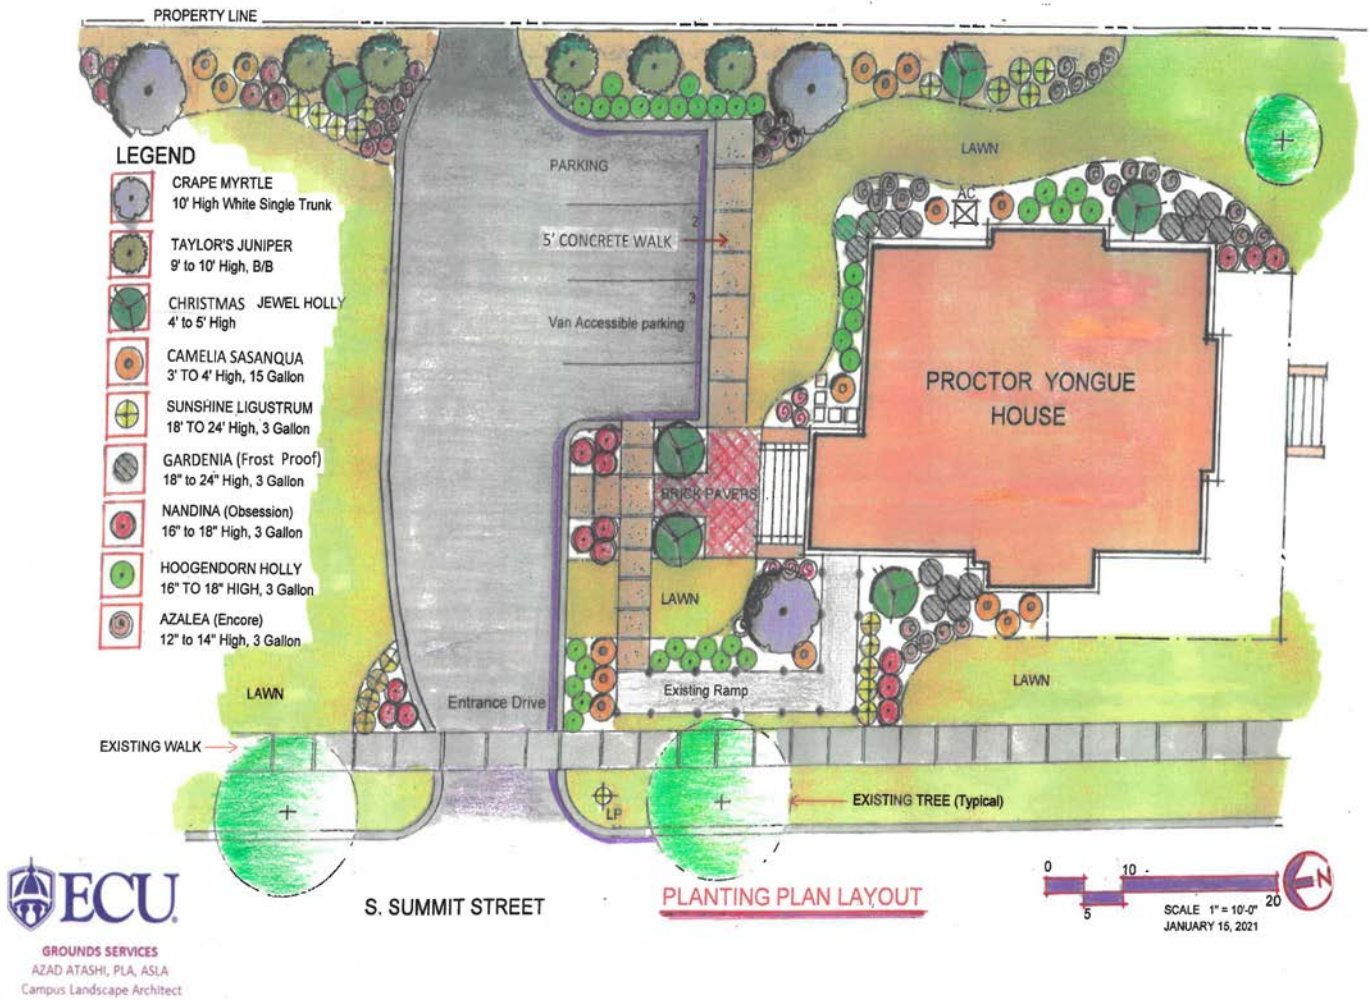 PROPERTY LINE
LEGEND
CRAPE MYRTLE
10' High White Single Trunk
TAYLOR'S JUNIPER
9' to 10' High, B/B
CHRISTMAS JEWEL HOLLY
4' to 5' High
CAMELIA SASANQUA
3' TO 4' High, 15 Gallon
SUNSHINE LIGUSTRUM
18' TO 24' High, 3 Gallon
GARDENIA (Frost Proof)
18" to 24" High, 3 Gallon
NANDINA (Obsession)
16" to 18" High, 3 Gallon
HOOGENDORN HOLLY
16" TO 18" HIGH, 3 Gallon
AZALEA (Encore)
12" to 14" High, 3 Gallon
PARKING
1
2
3
5' CONCRETE WALK
Van Accessible parking
LAWN
AC
PROCTOR YONGUE
HOUSE
BRICK PAVERS
LAWN
Existing Ramp
LAWN
LAWN
Entrance Drive
EXISTING WALK
LP
EXISTING TREE (Typical)
S. SUMMIT STREET
PLANTING PLAN LAYOUT
0
10
5
20
N
SCALE 1" = 10'-0"
JANUARY 15, 2021
ECU
GROUNDS SERVICES
AZAD ATASHI, PLA, ASLA
Campus Landscape Architect